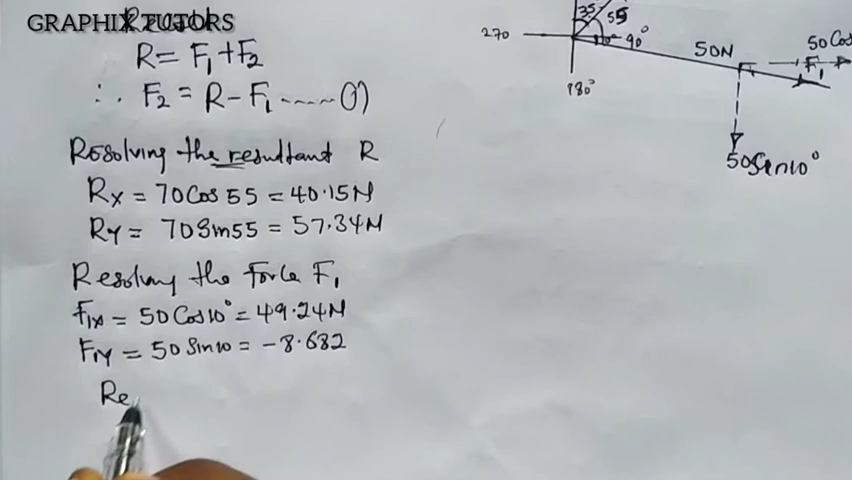 GRAPHIX TUTORS
R = F₁ + F₂
∴ F₂ = R - F₁ ------ (1)
Resolving the resultant R
Rx = 70 Cos 55 = 40.15N
Ry = 70 Sin 55 = 57.34N
Resolving the Force F₁
F₁x = 50 Cos 10° = 49.24N
F₁y = 50 Sin 10 = -8.682
Re
35
55
270
10°
90°
180°
50N
50 Cos
F₁
50 Sin 10°